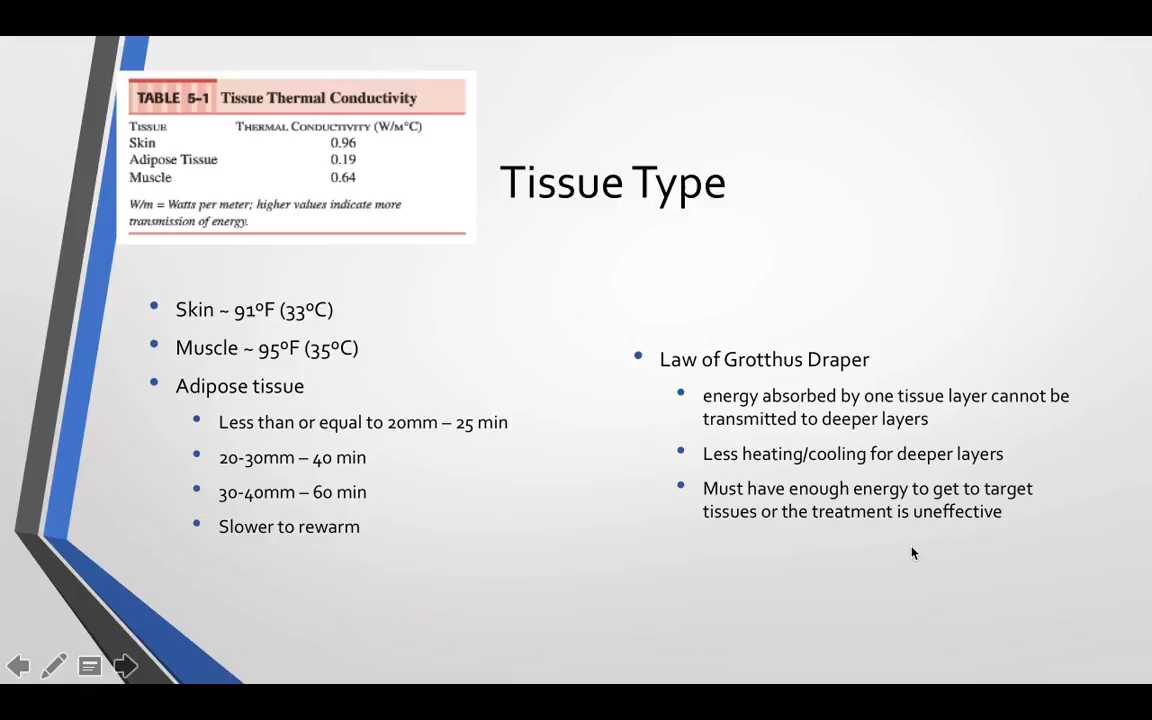 TABLE 5-1 Tissue Thermal Conductivity
TISSUE THERMAL CONDUCTIVITY (W/M°C)
Skin 0.96
Adipose Tissue 0.19
Muscle 0.64
W/m = Watts per meter; higher values indicate more
transmission of energy.
Tissue Type
• Skin ~ 91ºF (33ºC)
• Muscle ~ 95ºF (35ºC)
• Adipose tissue
• Less than or equal to 20mm – 25 min
• 20-30mm – 40 min
• 30-40mm – 60 min
• Slower to rewarm
• Law of Grotthus Draper
• energy absorbed by one tissue layer cannot be
transmitted to deeper layers
• Less heating/cooling for deeper layers
• Must have enough energy to get to target
tissues or the treatment is uneffective